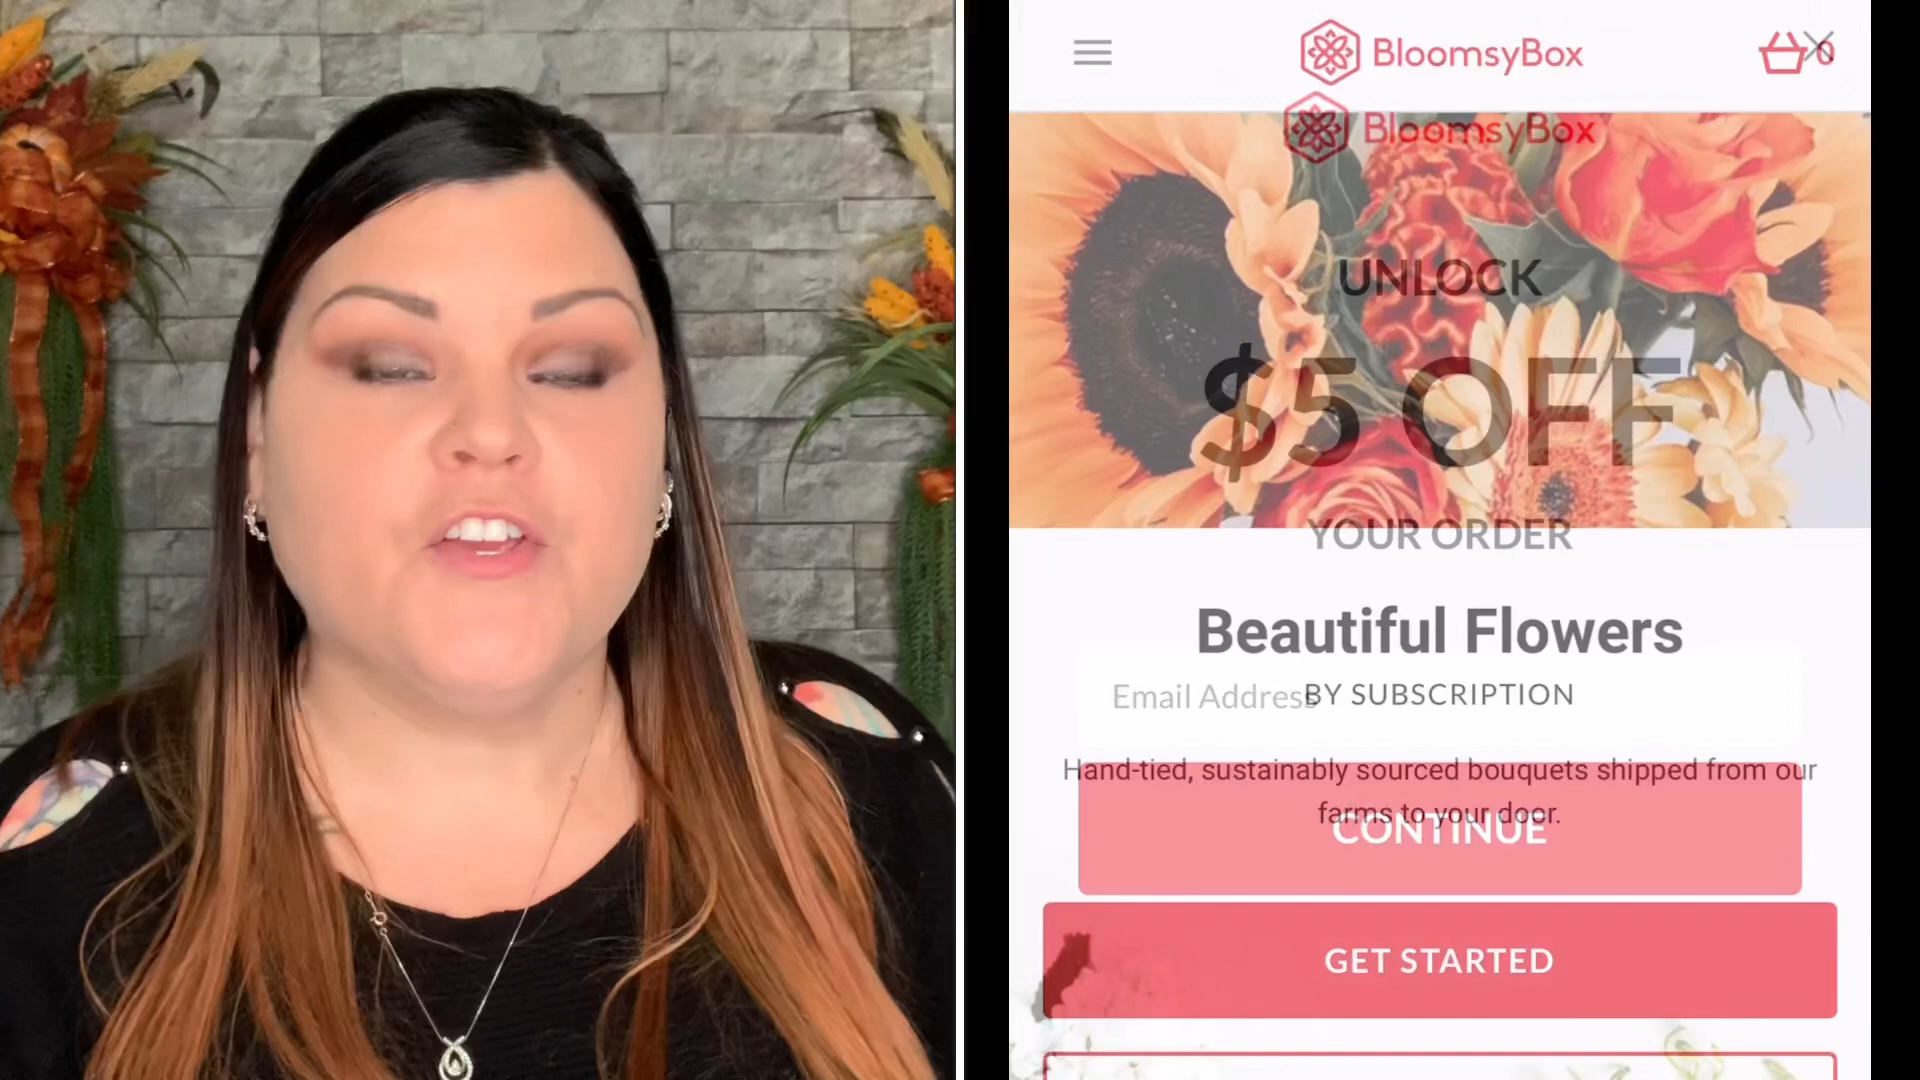 BloomsyBox
0
BloomsyBox
UNLOCK
$5 OFF
YOUR ORDER
Beautiful Flowers
Email Address
BY SUBSCRIPTION
Hand-tied, sustainably sourced bouquets shipped from our
farms to your door.
CONTINUE
GET STARTED